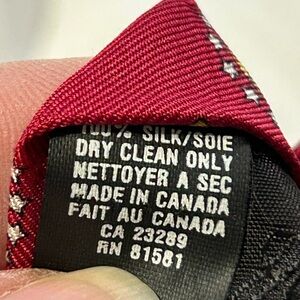 100% SILK/SOIE
DRY CLEAN ONLY
NETTOYER A SEC
MADE IN CANADA
FAIT AU CANADA
CA 23289
RN 81581